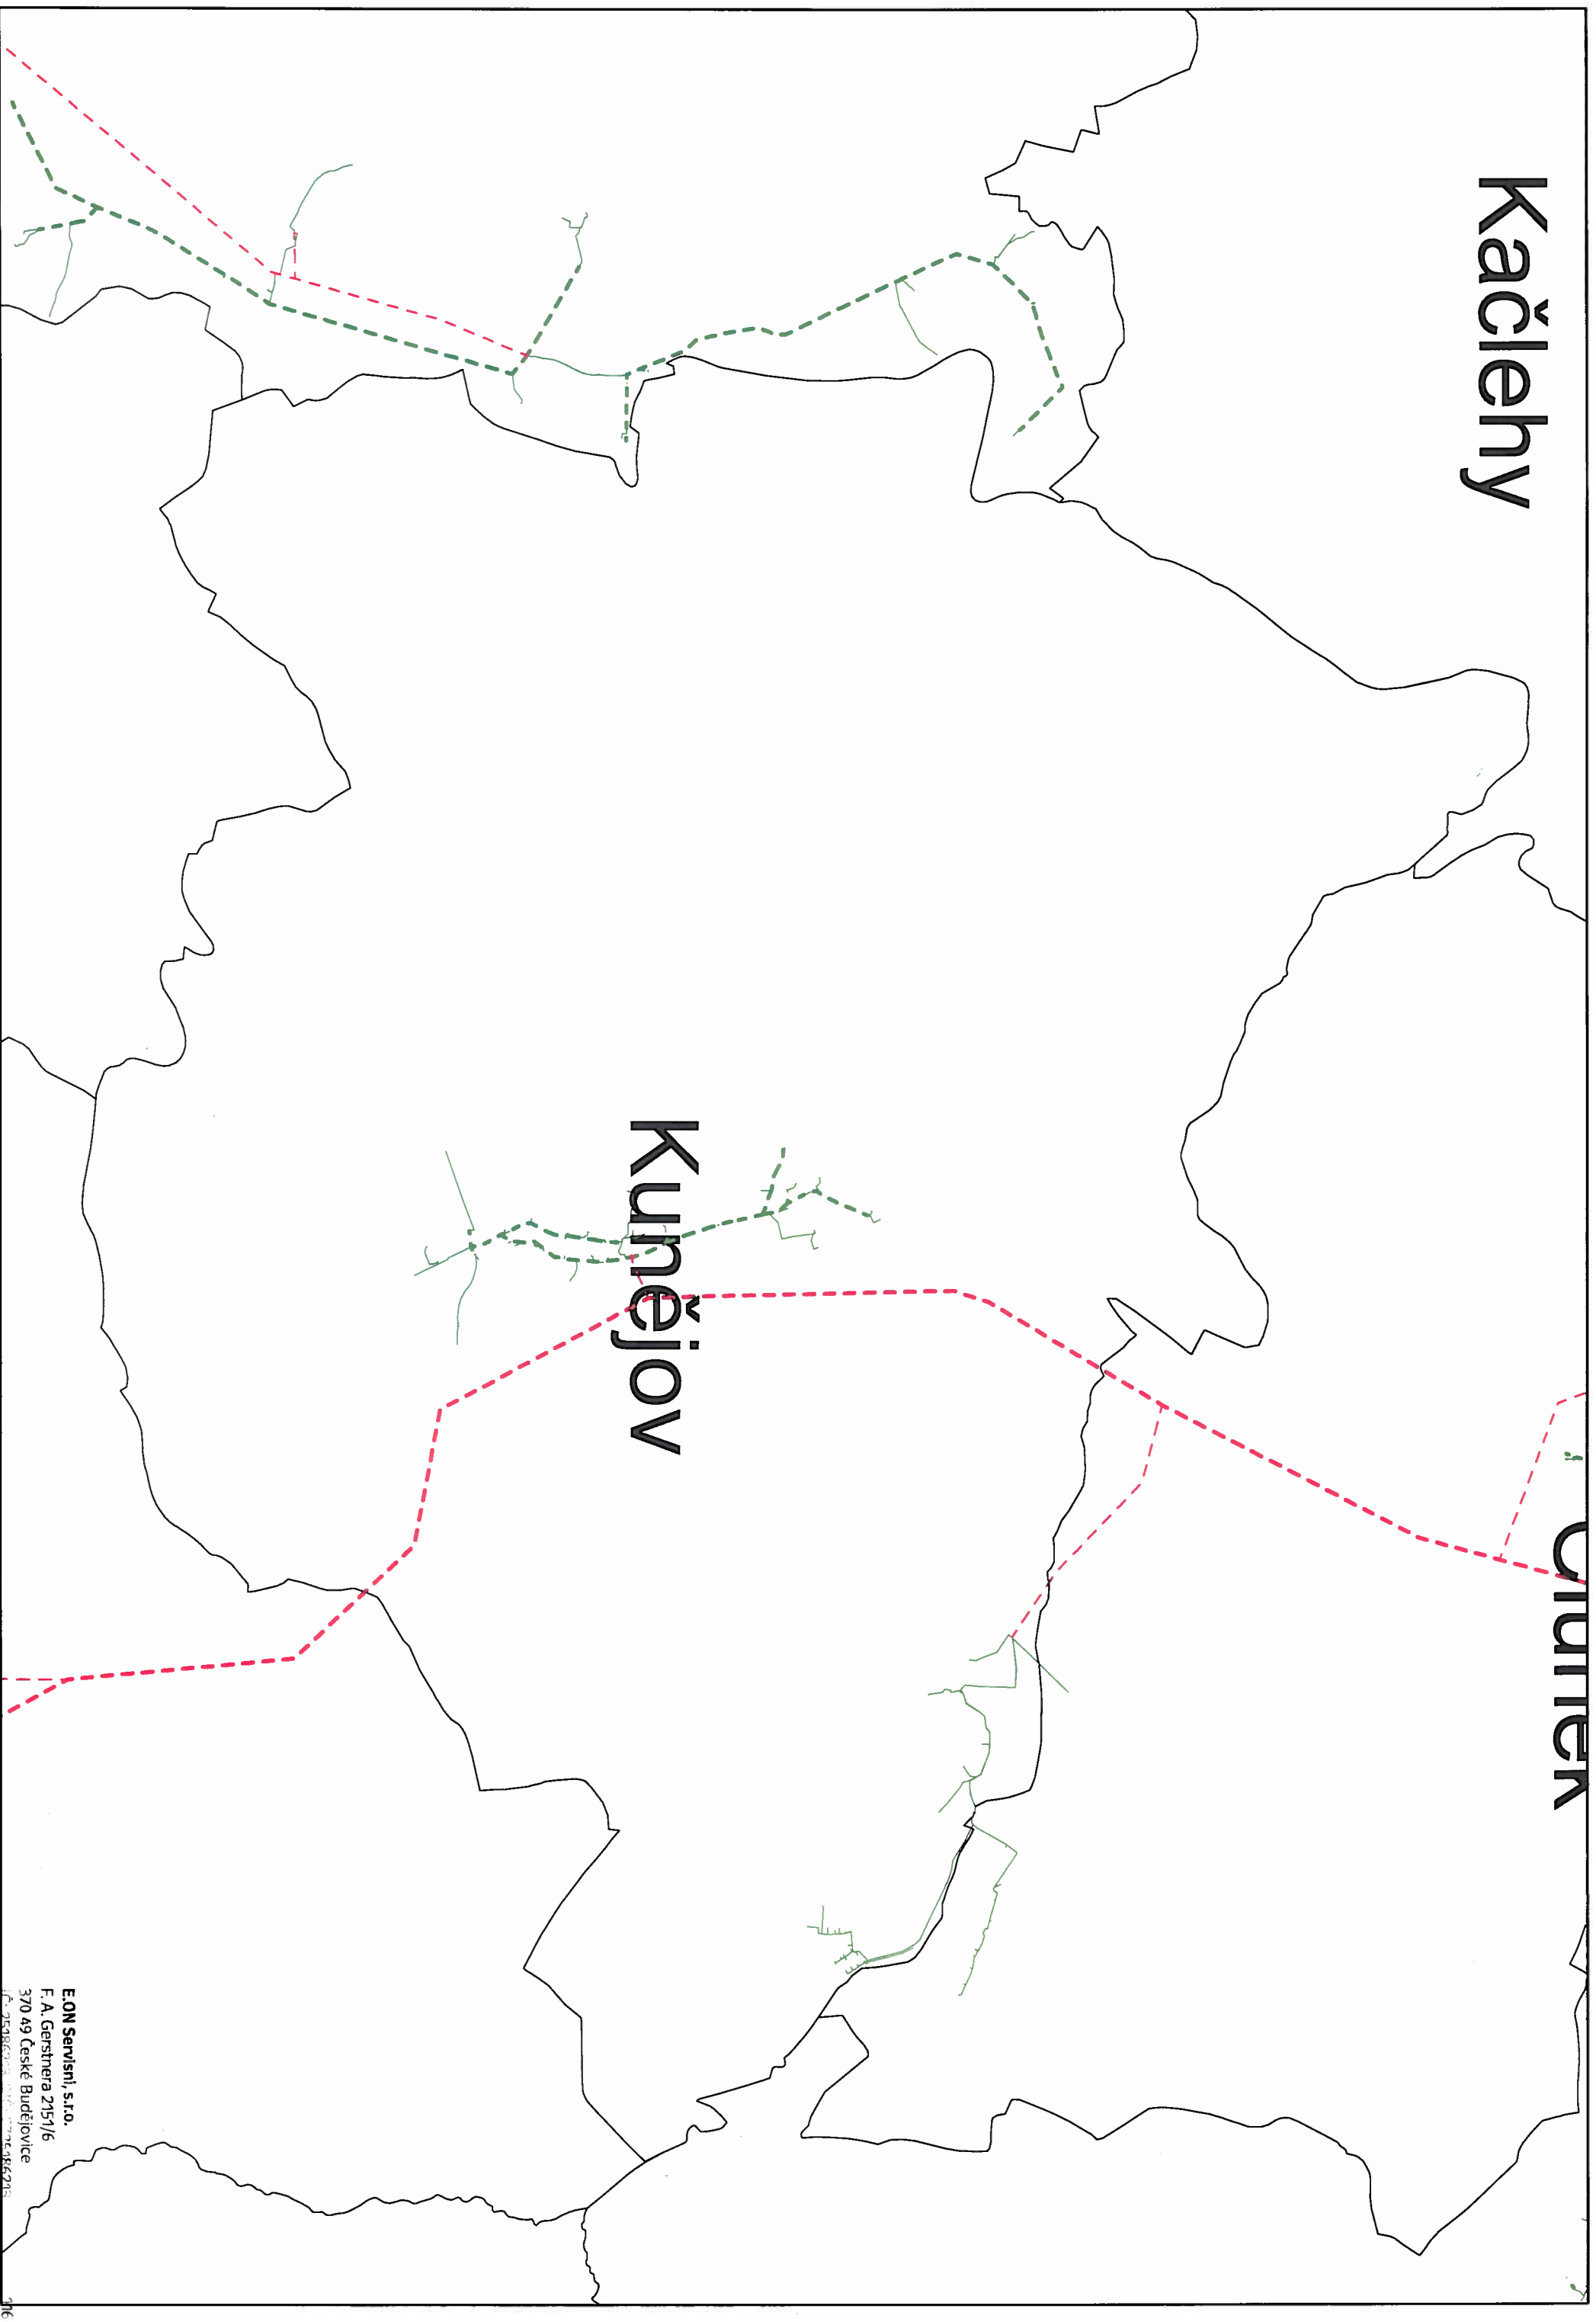 Kačlehy
Kunějov
E.ON Servisní, s.r.o.
F. A. Gerstnera 2151/6
370 49 České Budějovice